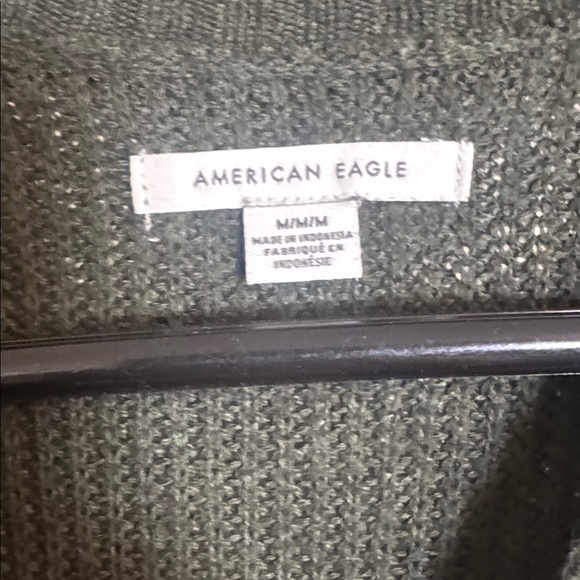 AMERICAN EAGLE
M/M/M
MADE IN INDONESIA
FABRIQUÉ EN
INDONÉSIE